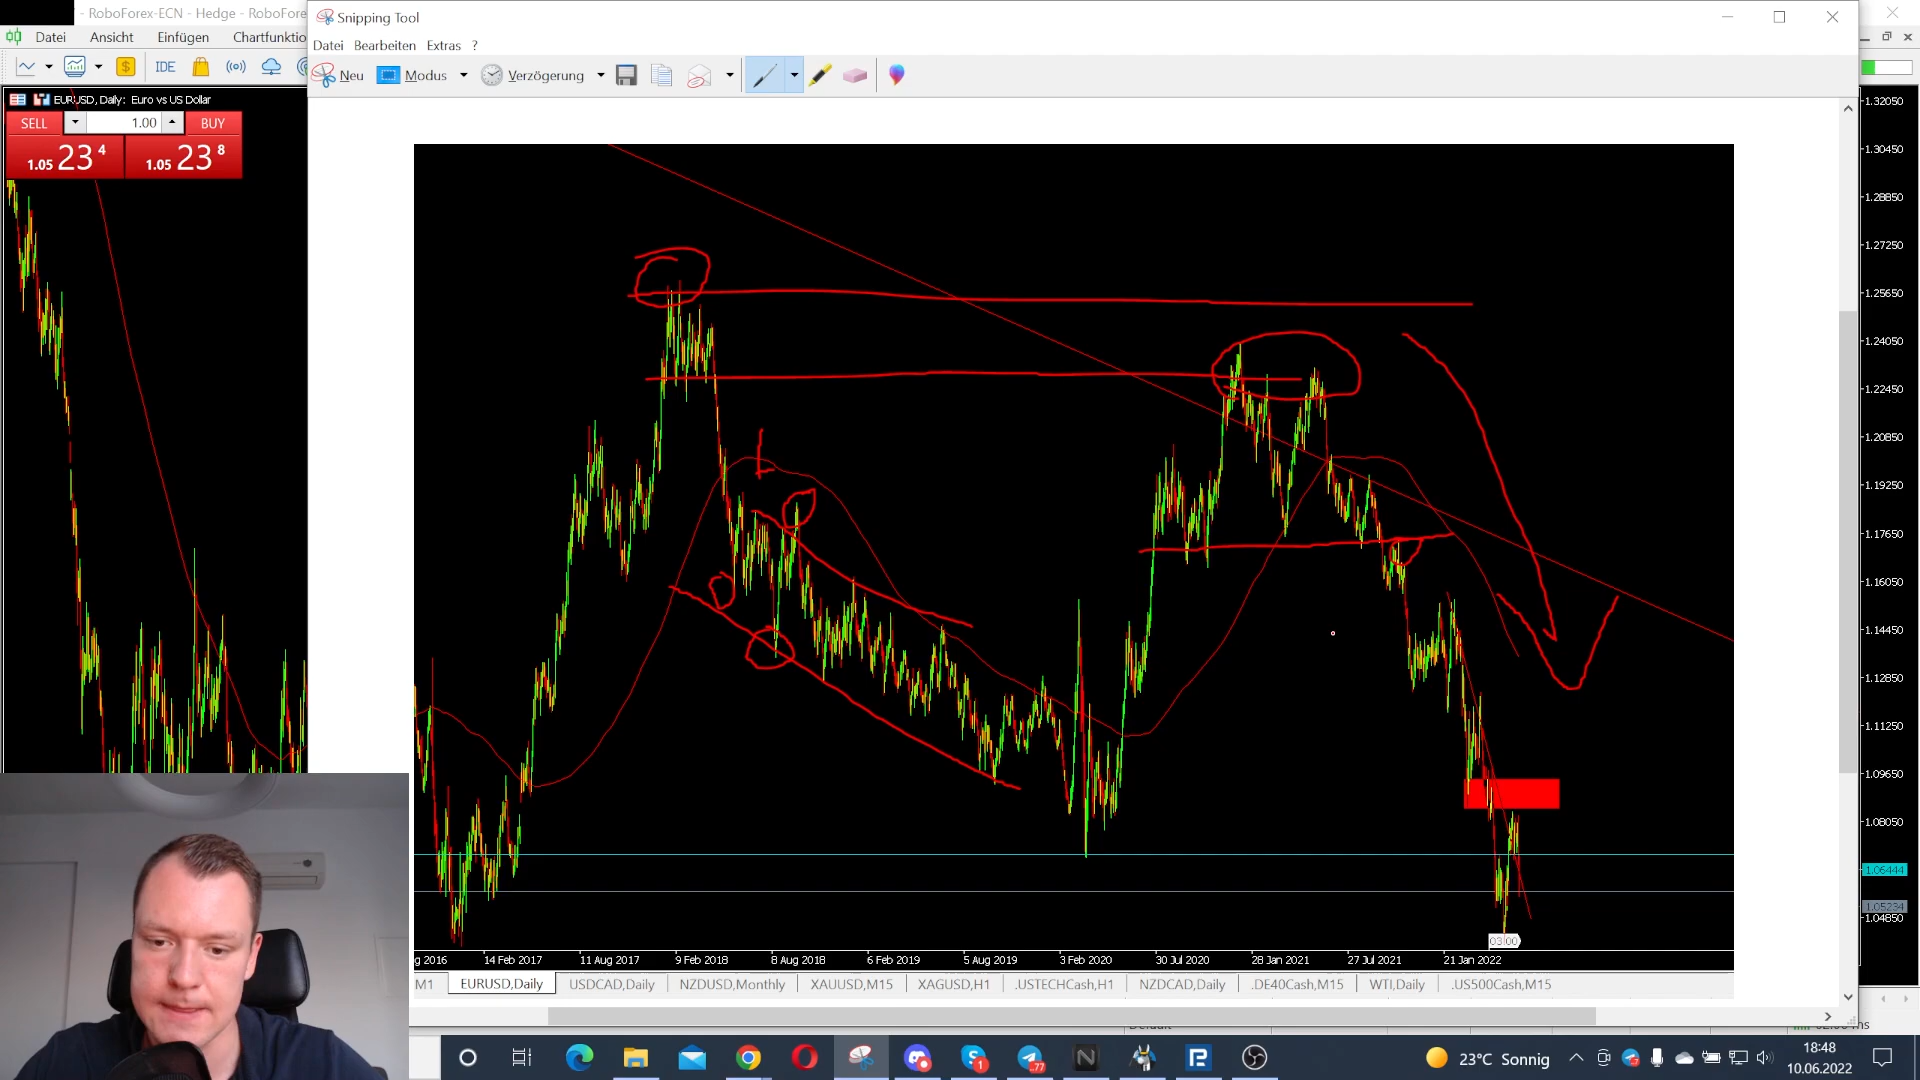 RoboForex-ECN - Hedge - RoboFore
Snipping Tool
Datei Ansicht Einfügen Chartfunktio
Datei Bearbeiten Extras ?
IDE
Neu Modus Verzögerung
EURUSD, Daily: Euro vs US Dollar
SELL 1.00 BUY
1.05 23 4 1.05 23 8
1.32050
1.30450
1.28850
1.27250
1.25650
1.24050
1.22450
1.20850
1.19250
1.17650
1.16050
1.14450
1.12850
1.11250
1.09650
1.08050
1.06444
1.05234
1.04850
03:00
g 2016 14 Feb 2017 11 Aug 2017 9 Feb 2018 8 Aug 2018 6 Feb 2019 5 Aug 2019 3 Feb 2020 30 Jul 2020 28 Jan 2021 27 Jul 2021 21 Jan 2022
M1 EURUSD,Daily USDCAD,Daily NZDUSD,Monthly XAUUSD,M15 XAGUSD,H1 .USTECHCash,H1 NZDCAD,Daily .DE40Cash,M15 WTI,Daily .US500Cash,M15
Default
1
77
23°C Sonnig
18:48
10.06.2022